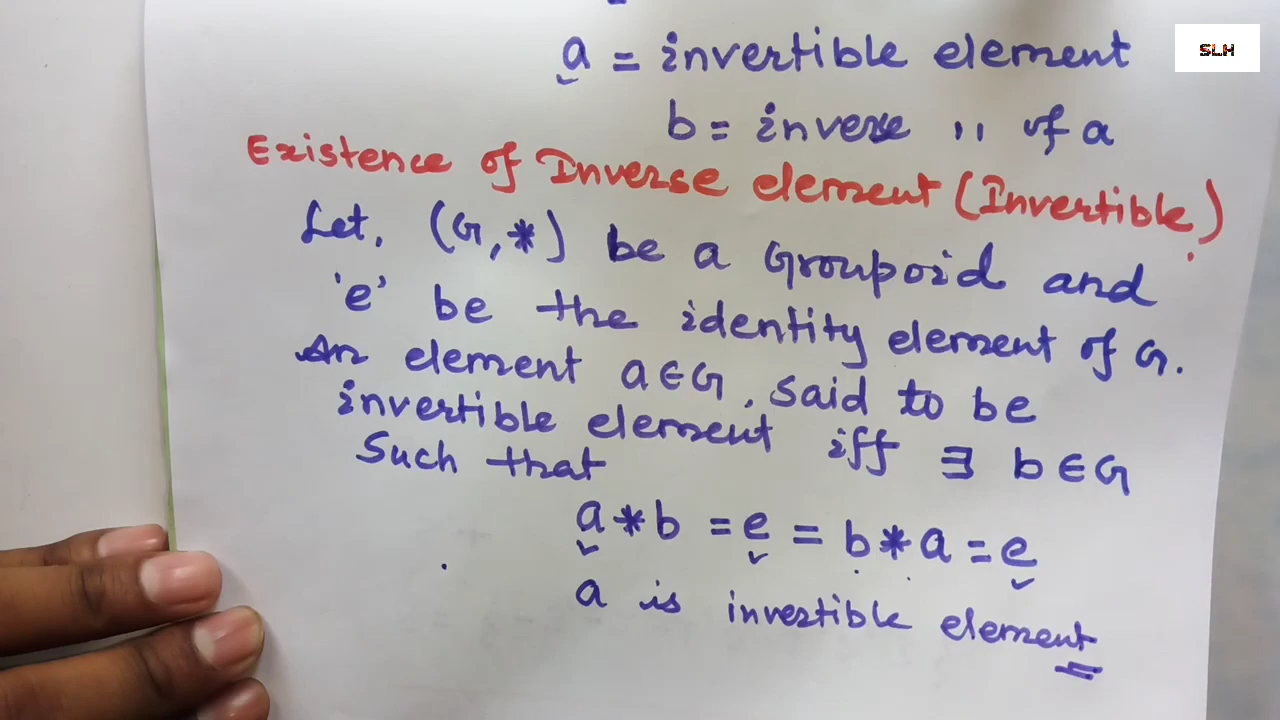 SLH
a = invertible element
b = inverse " of a
Existence of Inverse element (Invertible)
Let, (G, *) be a Groupoid and
'e' be the identity element of G.
An element a ∈ G, said to be
invertible element iff ∃ b ∈ G
Such that
a * b = e = b * a = e
a is invertible element